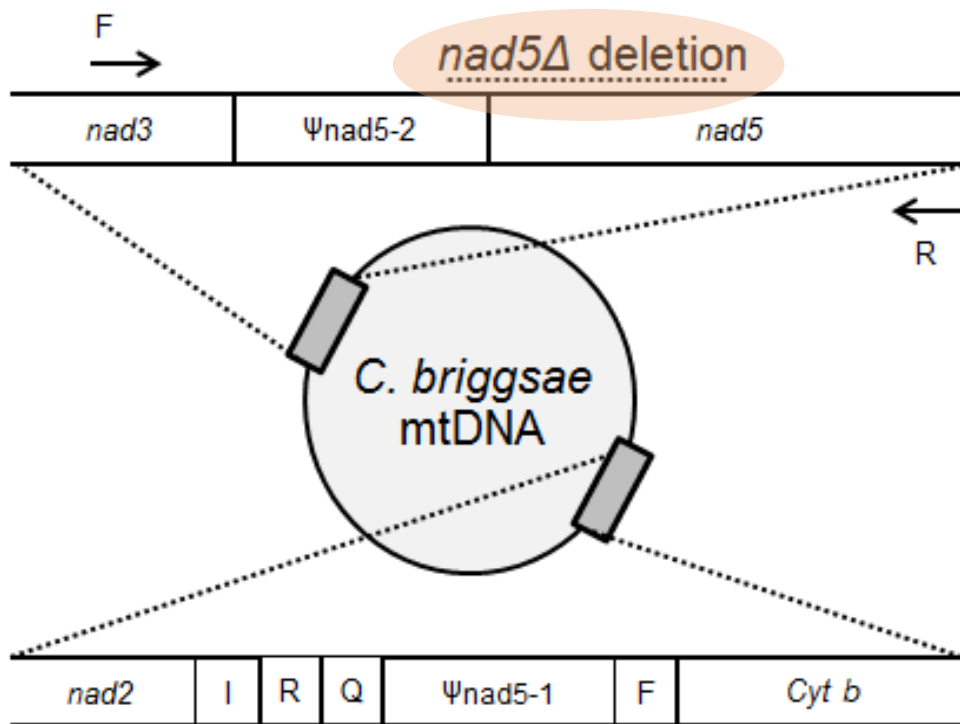 F
nad5Δ deletion
nad3 Ψnad5-2 nad5
R
C. briggsae
mtDNA
nad2 I R Q Ψnad5-1 F Cyt b